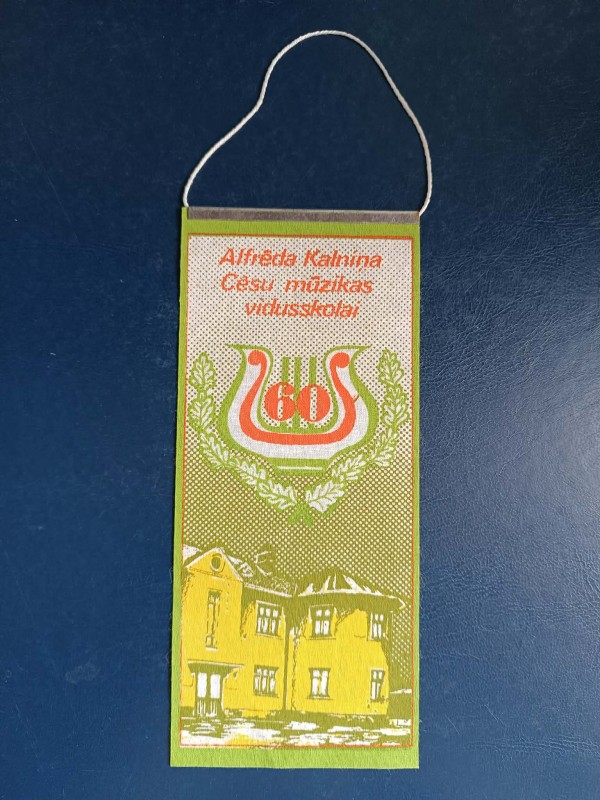 Alfrēda Kalniņa
Cēsu mūzikas
vidusskolai
60